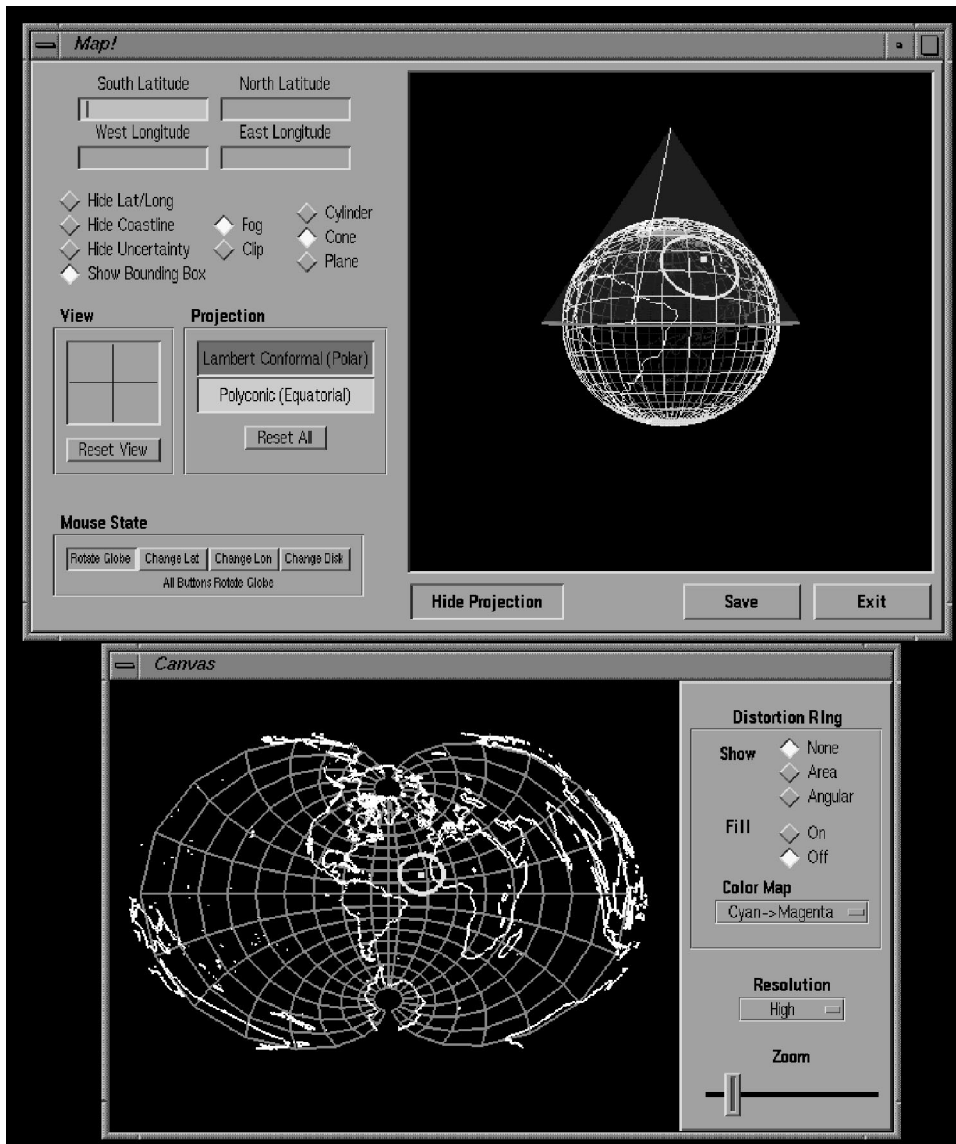 Map!
South Latitude North Latitude
West Longitude East Longitude
Hide Lat/Long
Hide Coastline
Hide Uncertainty
Show Bounding Box
Fog
Clip
Cylinder
Cone
Plane
View
Reset View
Projection
Lambert Conformal (Polar)
Polyconic (Equatorial)
Reset All
Mouse State
Rotate Globe Change Lat Change Lon Change Disk
All Buttons Rotate Globe
Hide Projection Save Exit
Canvas
Distortion RIng
Show
None
Area
Angular
Fill
On
Off
Color Map
Cyan->Magenta
Resolution
High
Zoom